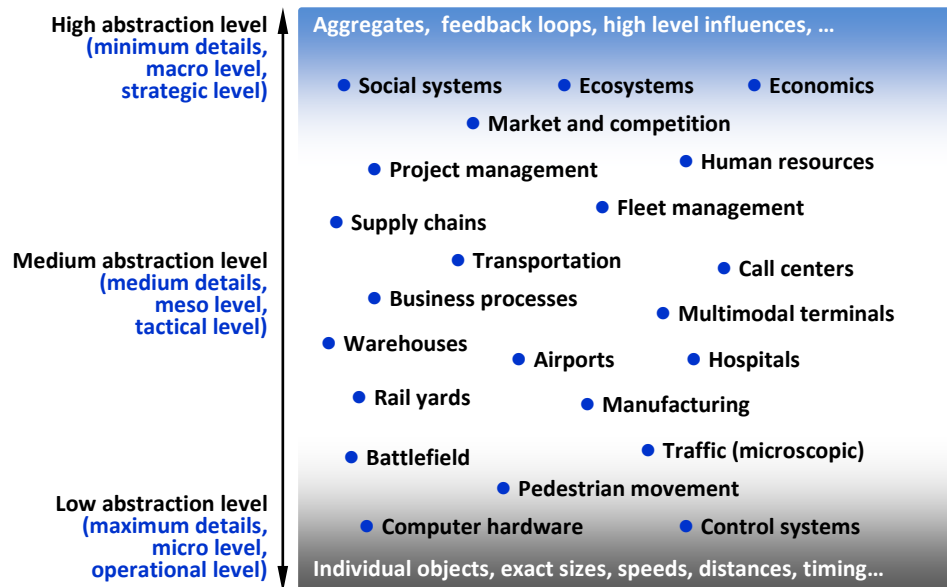 High abstraction level
(minimum details,
macro level,
strategic level)
Aggregates, feedback loops, high level influences, ...
Social systems
Ecosystems
Economics
Market and competition
Project management
Human resources
Supply chains
Fleet management
Medium abstraction level
(medium details,
meso level,
tactical level)
Transportation
Call centers
Business processes
Multimodal terminals
Warehouses
Airports
Hospitals
Rail yards
Manufacturing
Battlefield
Traffic (microscopic)
Pedestrian movement
Low abstraction level
(maximum details,
micro level,
operational level)
Computer hardware
Control systems
Individual objects, exact sizes, speeds, distances, timing...